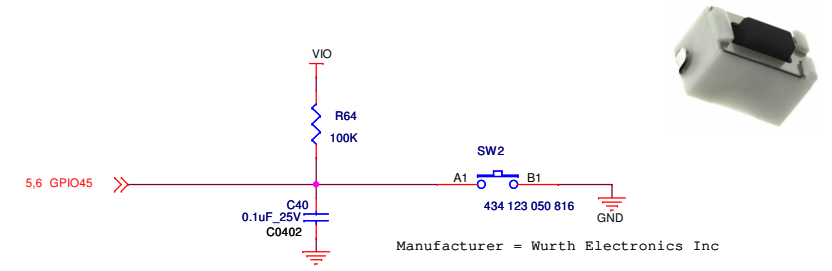 VIO
R64
100K
SW2
5,6 GPIO45
A1
B1
C40
0.1uF_25V
C0402
434 123 050 816
GND
Manufacturer = Wurth Electronics Inc